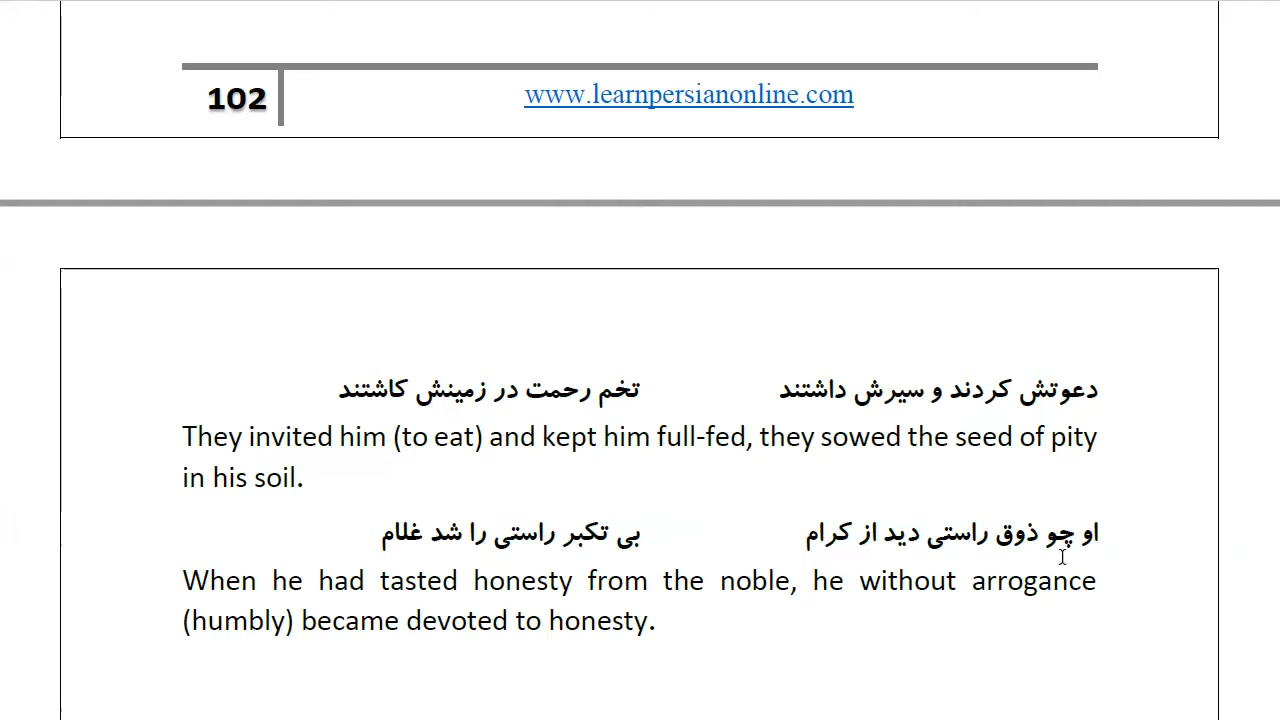 102 www.learnpersianonline.com
دعوتش کردند و سیرش داشتند تخم رحمت در زمینش کاشتند
They invited him (to eat) and kept him full-fed, they sowed the seed of pity
in his soil.
او چو ذوق راستی دید از کرام بی تکبر راستی را شد غلام
When he had tasted honesty from the noble, he without arrogance
(humbly) became devoted to honesty.